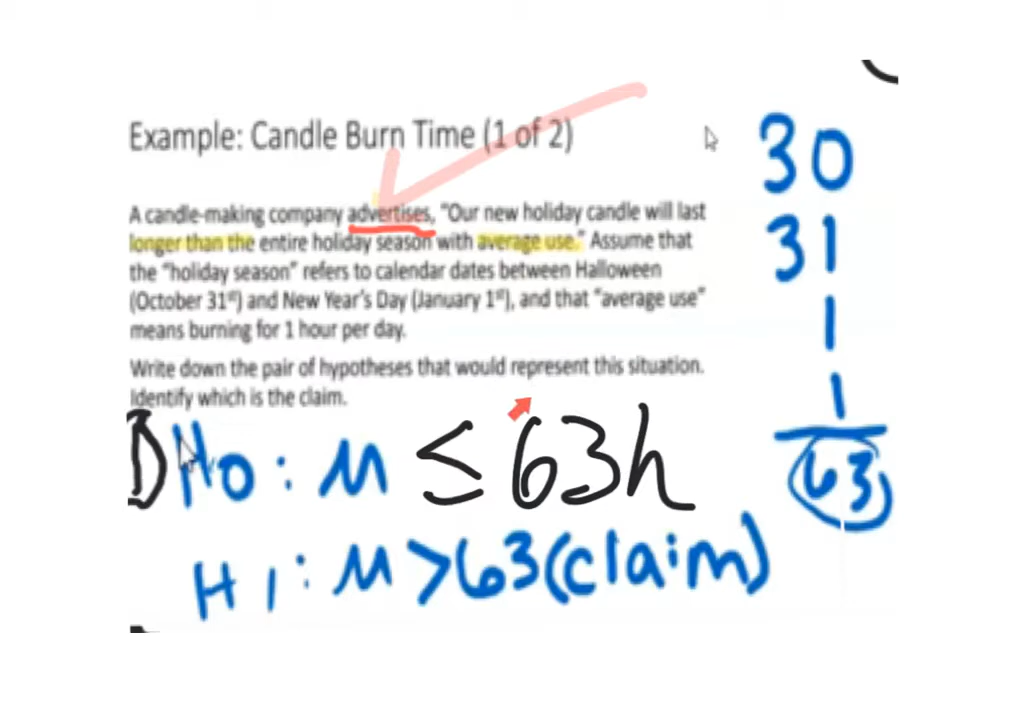 Example: Candle Burn Time (1 of 2)
A candle-making company advertises, "Our new holiday candle will last
longer than the entire holiday season with average use." Assume that
the "holiday season" refers to calendar dates between Halloween
(October 31st) and New Year's Day (January 1st), and that "average use"
means burning for 1 hour per day.
Write down the pair of hypotheses that would represent this situation.
Identify which is the claim.
H0 : M ≤ 63h
H1 : M > 63 (claim)
30
31
1
1
63